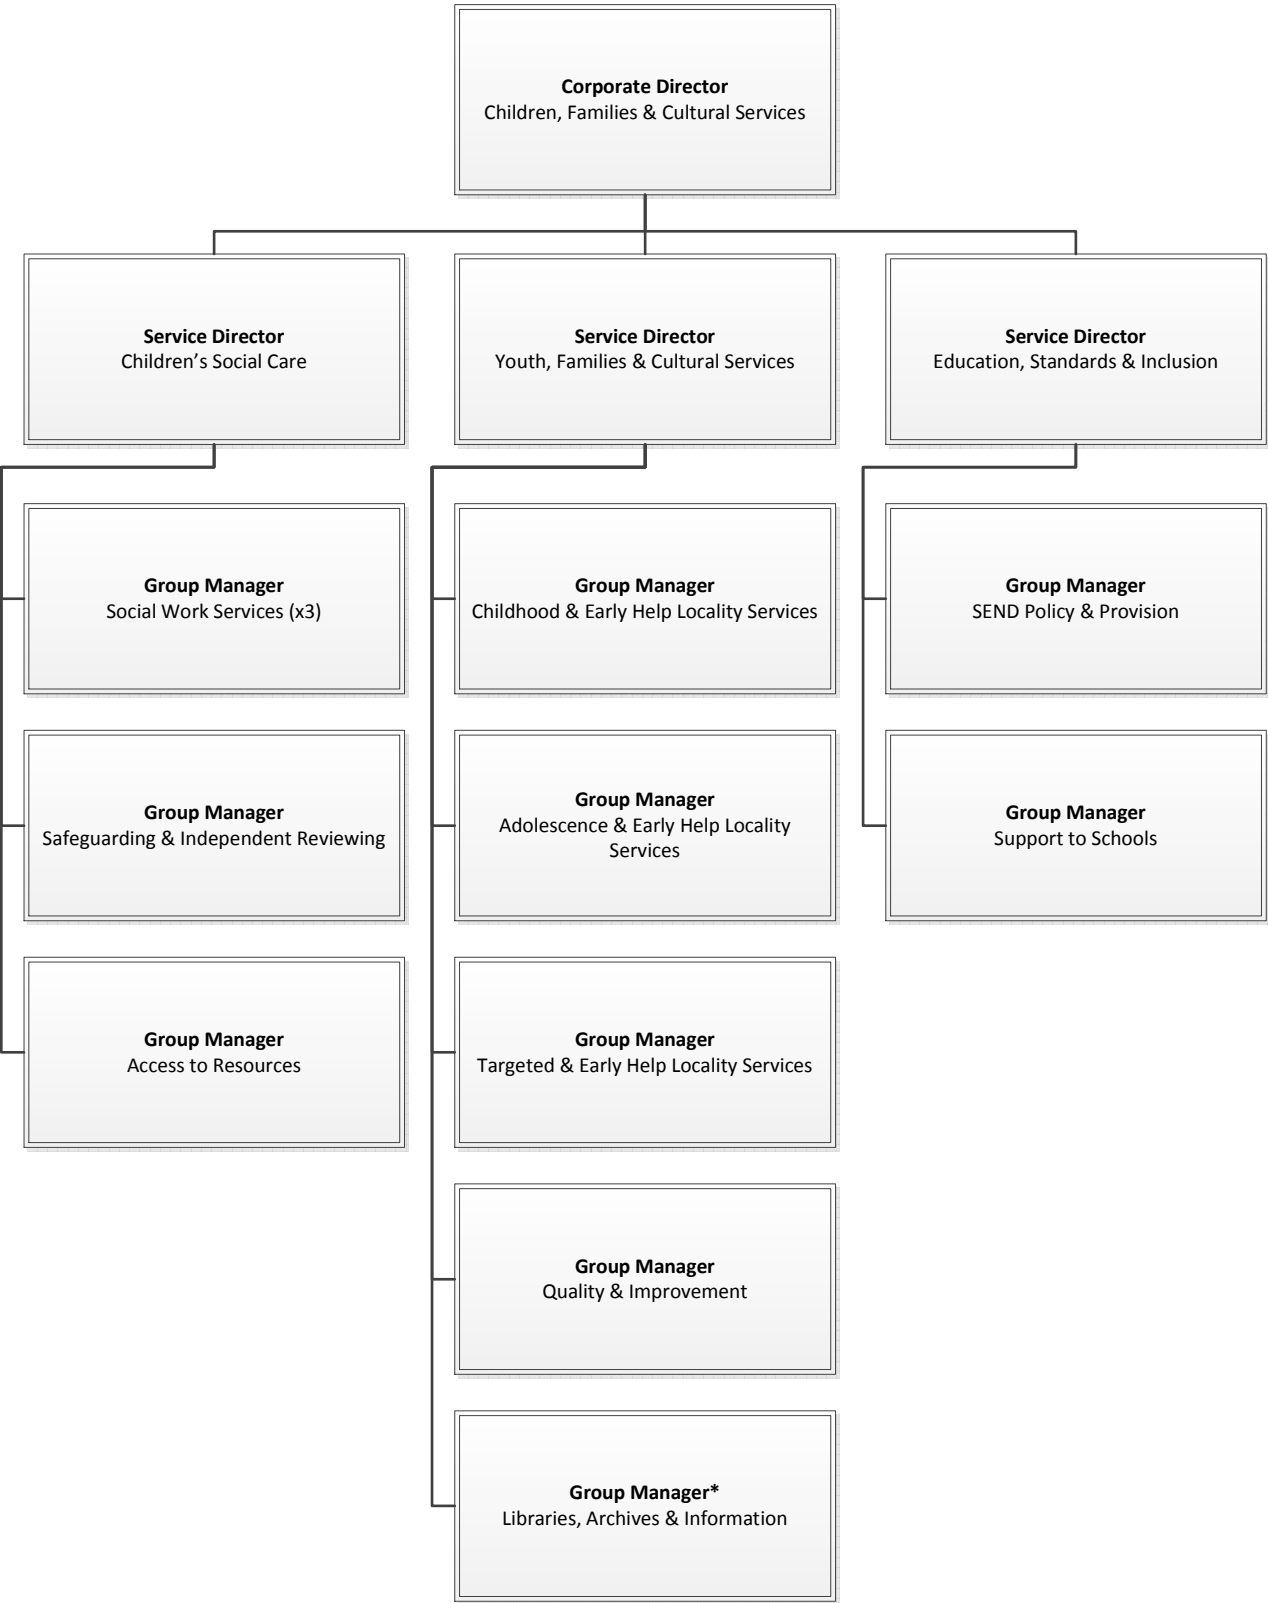 Corporate Director
Children, Families & Cultural Services
Service Director
Children’s Social Care
Service Director
Youth, Families & Cultural Services
Service Director
Education, Standards & Inclusion
Group Manager
Social Work Services (x3)
Group Manager
Childhood & Early Help Locality Services
Group Manager
SEND Policy & Provision
Group Manager
Safeguarding & Independent Reviewing
Group Manager
Adolescence & Early Help Locality
Services
Group Manager
Support to Schools
Group Manager
Access to Resources
Group Manager
Targeted & Early Help Locality Services
Group Manager
Quality & Improvement
Group Manager*
Libraries, Archives & Information